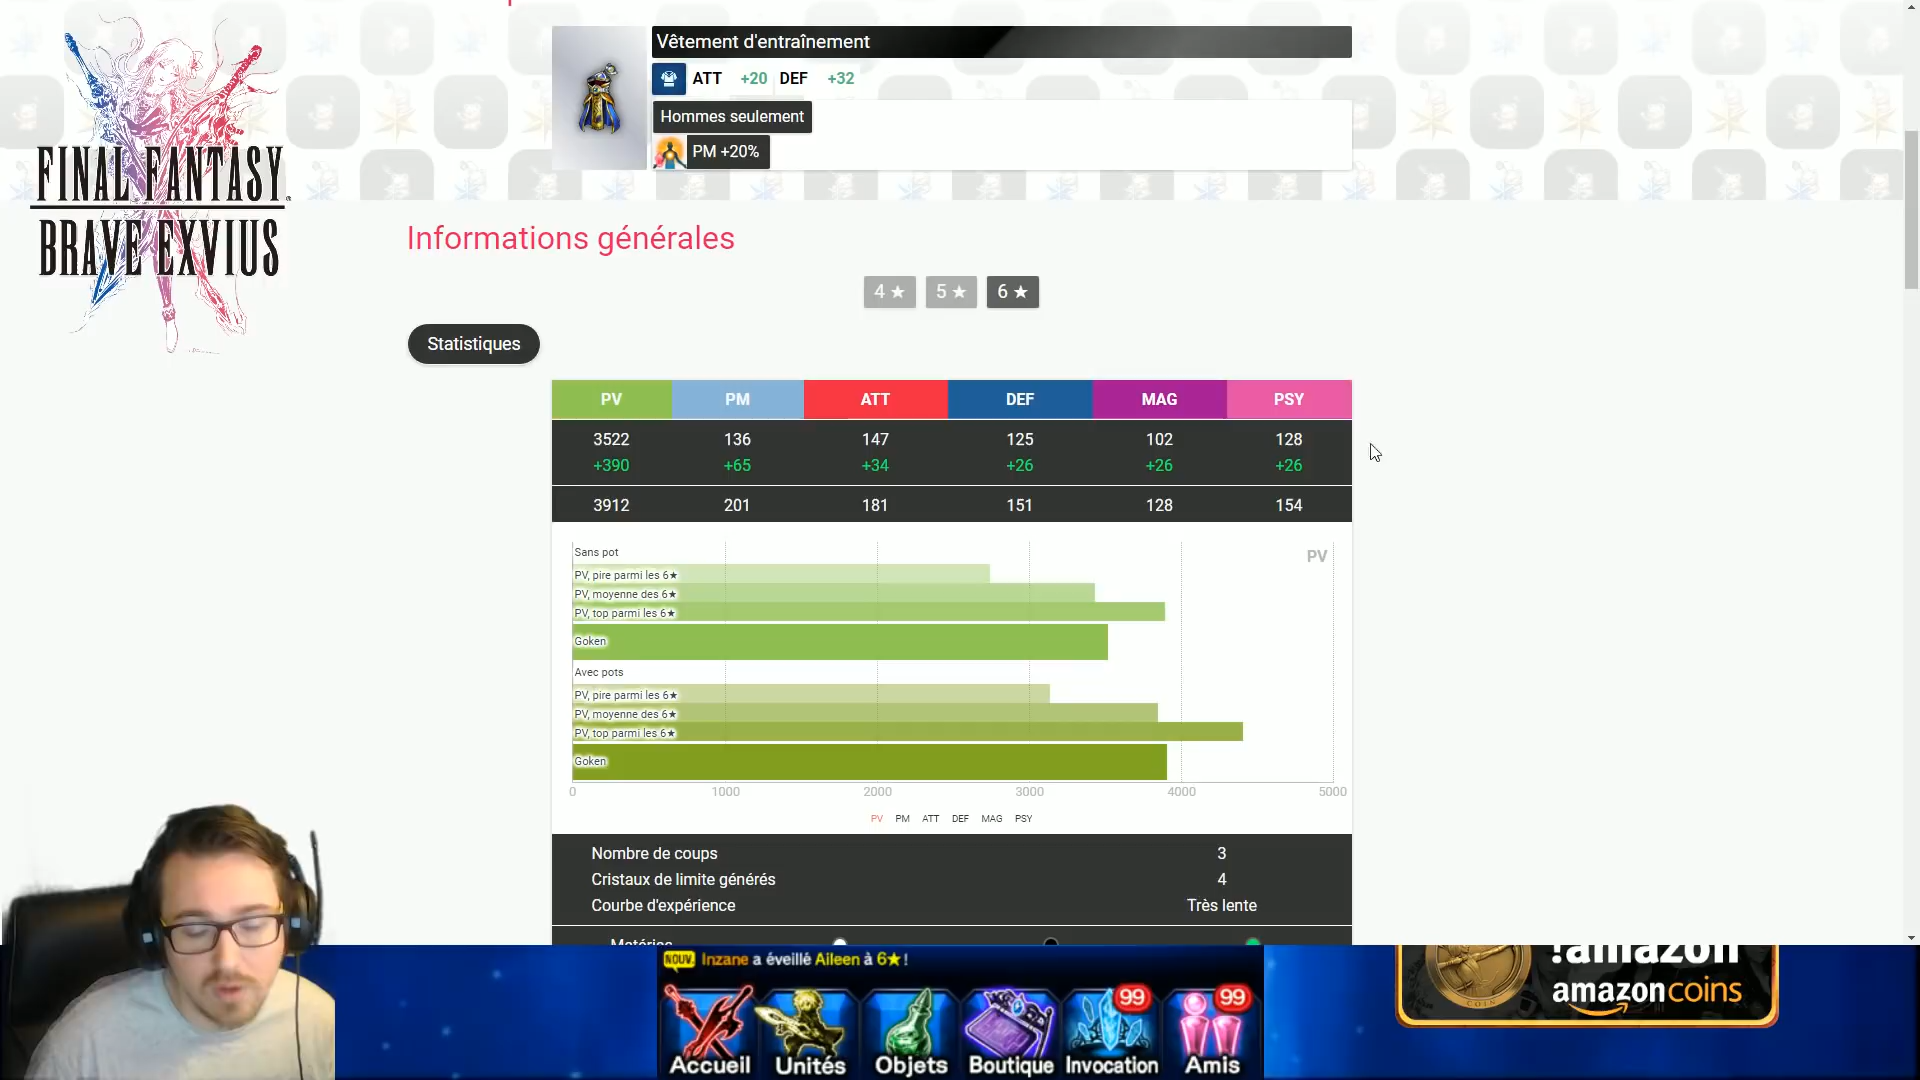 Vêtement d'entraînement
ATT +20 DEF +32
Hommes seulement
PM +20%
FINAL FANTASY
BRAVE EXVIUS
Informations générales
4 ★ 5 ★ 6 ★
Statistiques
PV PM ATT DEF MAG PSY
3522 136 147 125 102 128
+390 +65 +34 +26 +26 +26
3912 201 181 151 128 154
Sans pot
PV
PV, pire parmi les 6★
PV, moyenne des 6★
PV, top parmi les 6★
Goken
Avec pots
PV, pire parmi les 6★
PV, moyenne des 6★
PV, top parmi les 6★
Goken
0 1000 2000 3000 4000 5000
PV PM ATT DEF MAG PSY
Nombre de coups 3
Cristaux de limite générés 4
Courbe d'expérience Très lente
NOUV. Inzane a éveillé Aileen à 6★ !
99 99
Accueil Unités Objets Boutique Invocation Amis
!amazon
amazon coins
COIN